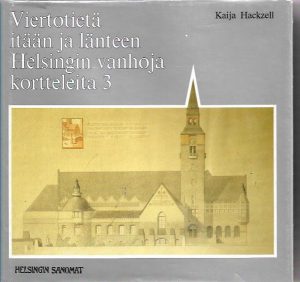 Viertotietä
itään ja länteen
Helsingin vanhoja
kortteleita 3
Kaija Hackzell
HELSINGIN SANOMAT